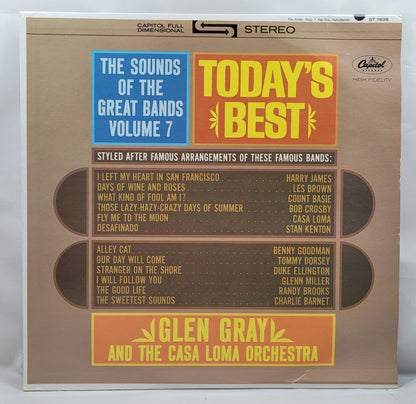 CAPITOL FULL DIMENSIONAL STEREO
ST 1938
Capitol
RECORDS
HIGH FIDELITY
THE SOUNDS
OF THE
GREAT BANDS
VOLUME 7
TODAY'S
BEST
STYLED AFTER FAMOUS ARRANGEMENTS OF THESE FAMOUS BANDS:
I LEFT MY HEART IN SAN FRANCISCO HARRY JAMES
DAYS OF WINE AND ROSES LES BROWN
WHAT KIND OF FOOL AM I? COUNT BASIE
THOSE LAZY-HAZY-CRAZY DAYS OF SUMMER BOB CROSBY
FLY ME TO THE MOON CASA LOMA
DESAFINADO STAN KENTON
ALLEY CAT BENNY GOODMAN
OUR DAY WILL COME TOMMY DORSEY
STRANGER ON THE SHORE DUKE ELLINGTON
I WILL FOLLOW YOU GLENN MILLER
THE GOOD LIFE RANDY BROOKS
THE SWEETEST SOUNDS CHARLIE BARNET
GLEN GRAY
AND THE CASA LOMA ORCHESTRA